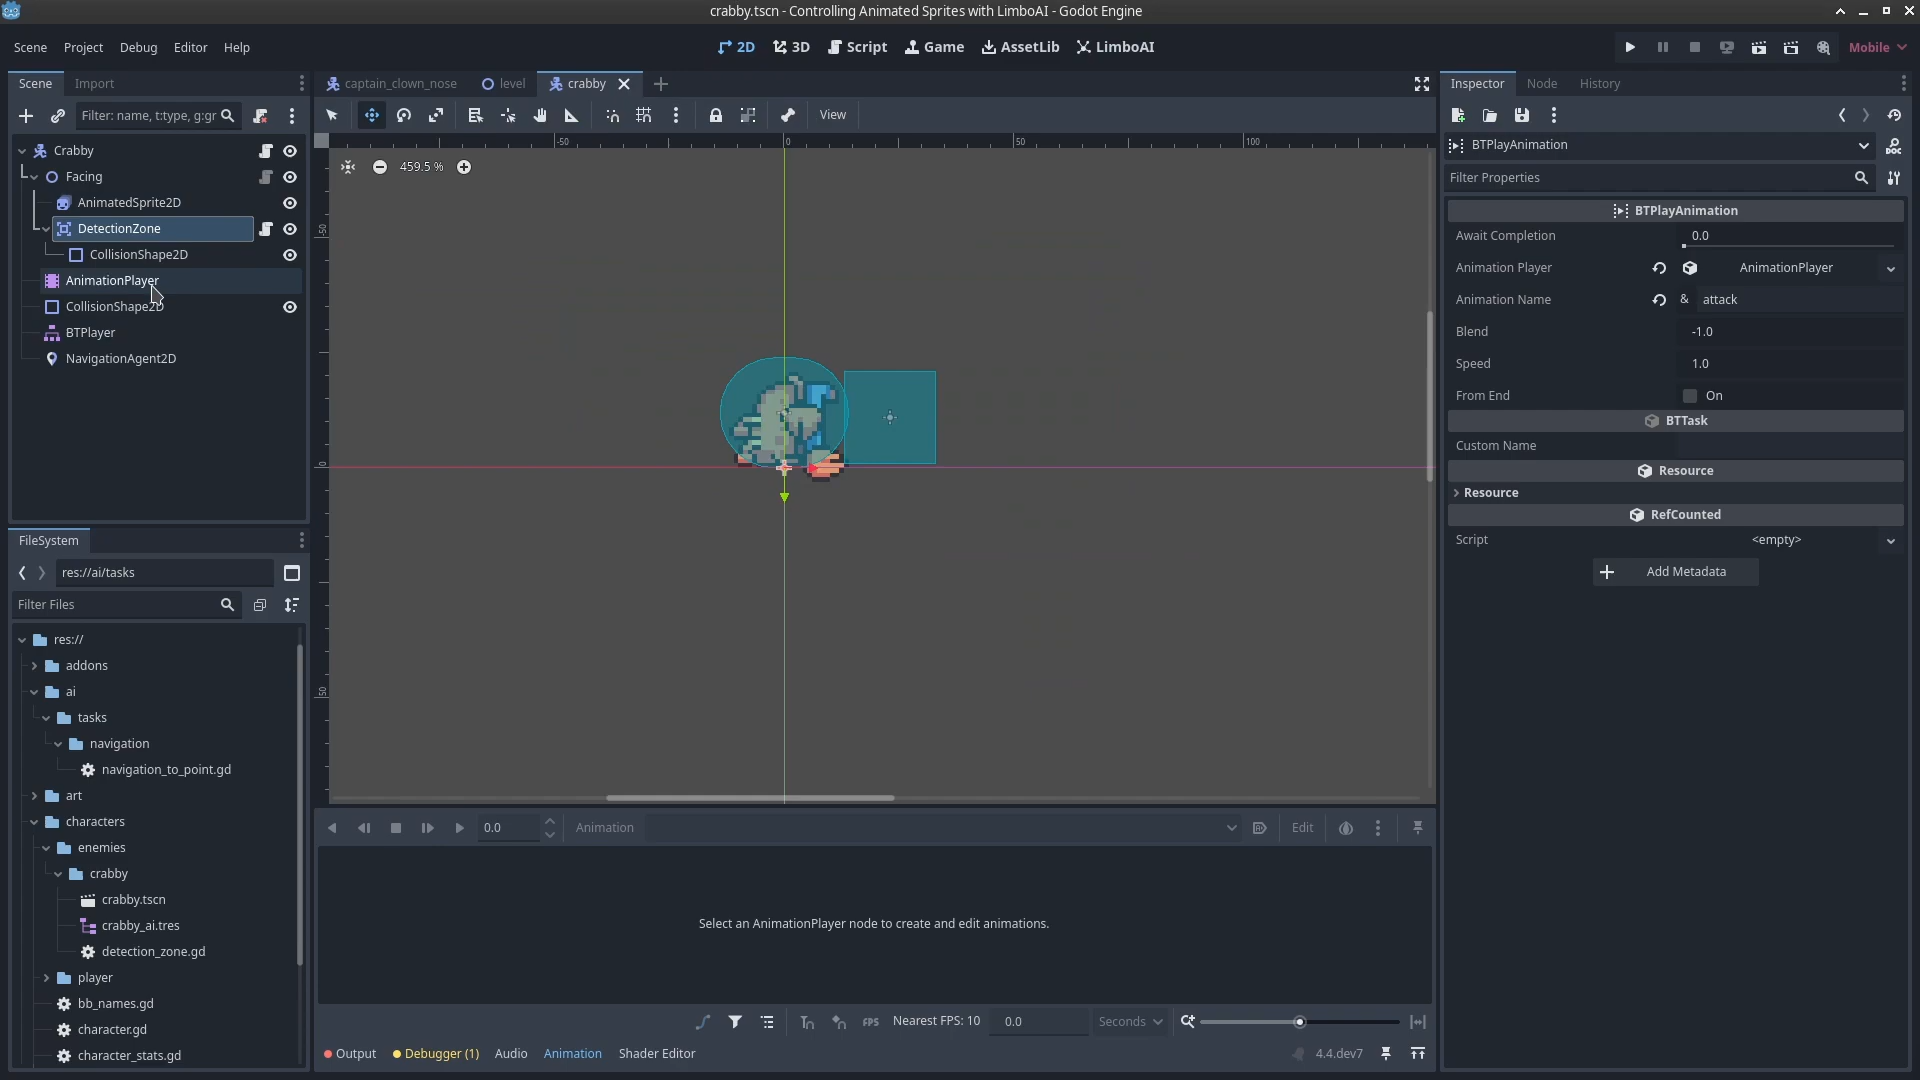 crabby.tscn - Controlling Animated Sprites with LimboAI - Godot Engine
Scene Project Debug Editor Help
2D 3D Script Game AssetLib LimboAI
Mobile
Scene Import
captain_clown_nose level crabby
Inspector Node History
Filter: name, t:type, g:gr
View
BTPlayAnimation
Filter Properties
-50 0 50 100
459.5 %
-50
0
50
Crabby
Facing
AnimatedSprite2D
DetectionZone
CollisionShape2D
AnimationPlayer
CollisionShape2D
BTPlayer
NavigationAgent2D
BTPlayAnimation
Await Completion 0.0
Animation Player AnimationPlayer
Animation Name & attack
Blend -1.0
Speed 1.0
From End On
BTTask
Custom Name
Resource
Resource
RefCounted
Script <empty>
Add Metadata
FileSystem
res://ai/tasks
Filter Files
res://
addons
ai
tasks
navigation
navigation_to_point.gd
art
characters
enemies
crabby
crabby.tscn
crabby_ai.tres
detection_zone.gd
player
bb_names.gd
character.gd
character_stats.gd
0.0 Animation Edit
Select an AnimationPlayer node to create and edit animations.
FPS Nearest FPS: 10 0.0 Seconds
Output Debugger (1) Audio Animation Shader Editor 4.4.dev7